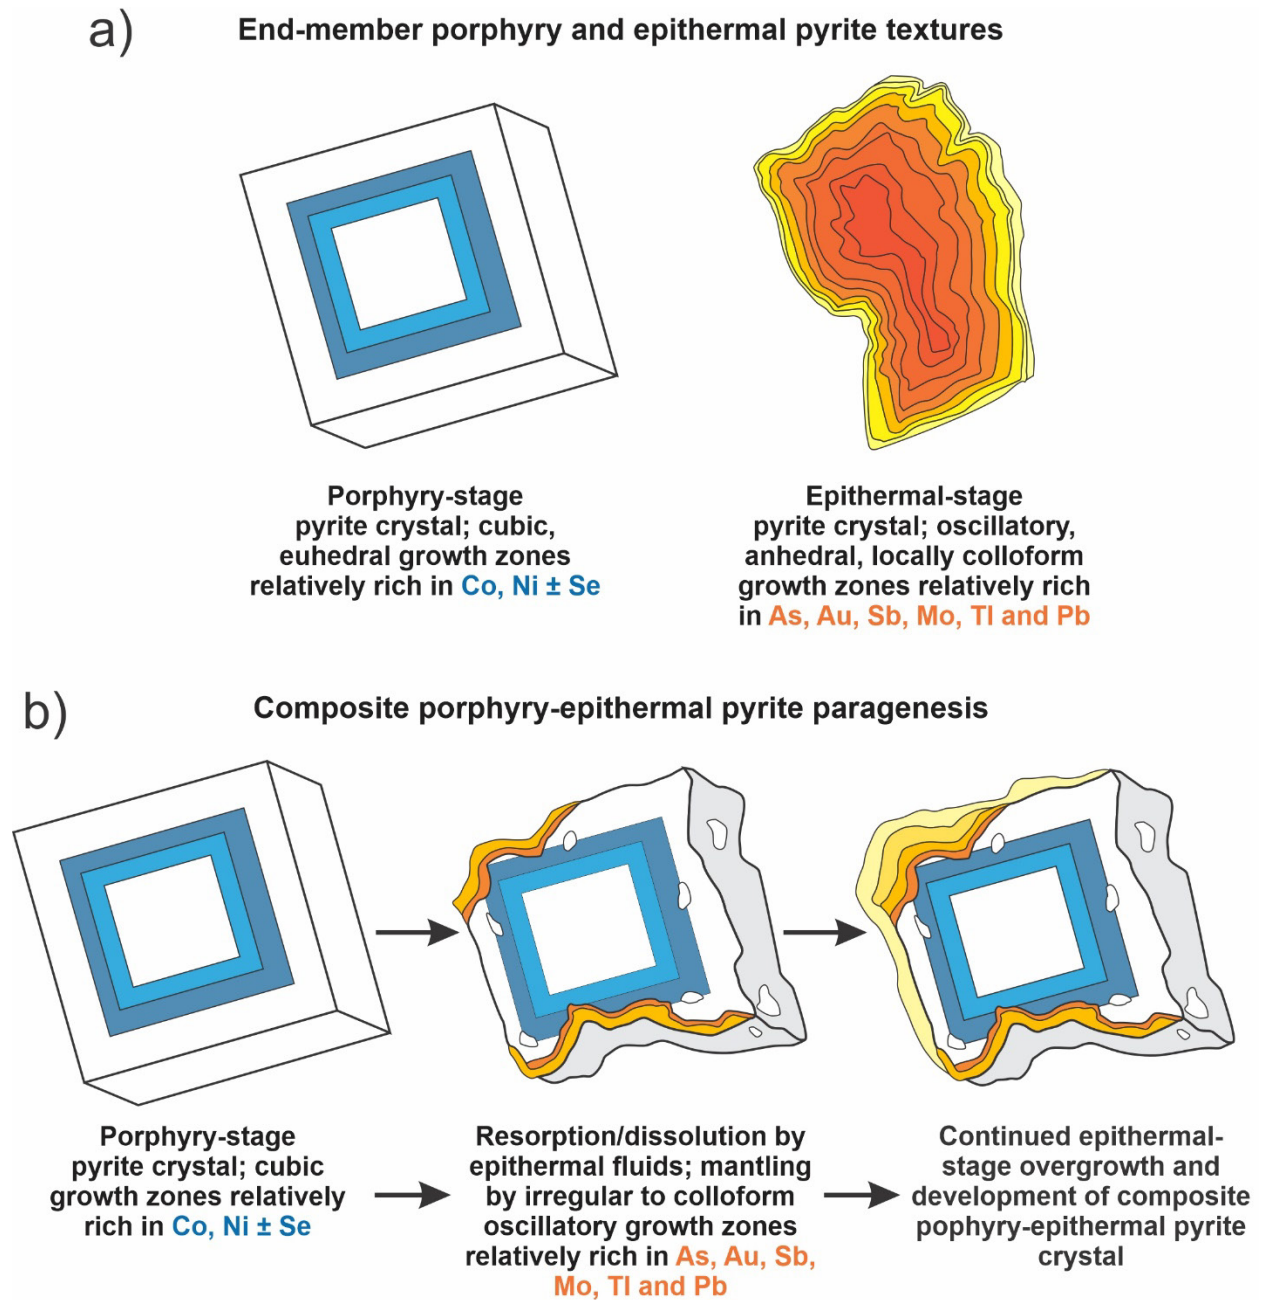 a)
End-member porphyry and epithermal pyrite textures
Porphyry-stage
pyrite crystal; cubic,
euhedral growth zones
relatively rich in Co, Ni ± Se
Epithermal-stage
pyrite crystal; oscillatory,
anhedral, locally colloform
growth zones relatively rich
in As, Au, Sb, Mo, Tl and Pb
b)
Composite porphyry-epithermal pyrite paragenesis
Porphyry-stage
pyrite crystal; cubic
growth zones relatively
rich in Co, Ni ± Se
Resorption/dissolution by
epithermal fluids; mantling
by irregular to colloform
oscillatory growth zones
relatively rich in As, Au, Sb,
Mo, Tl and Pb
Continued epithermal-
stage overgrowth and
development of composite
pophyry-epithermal pyrite
crystal